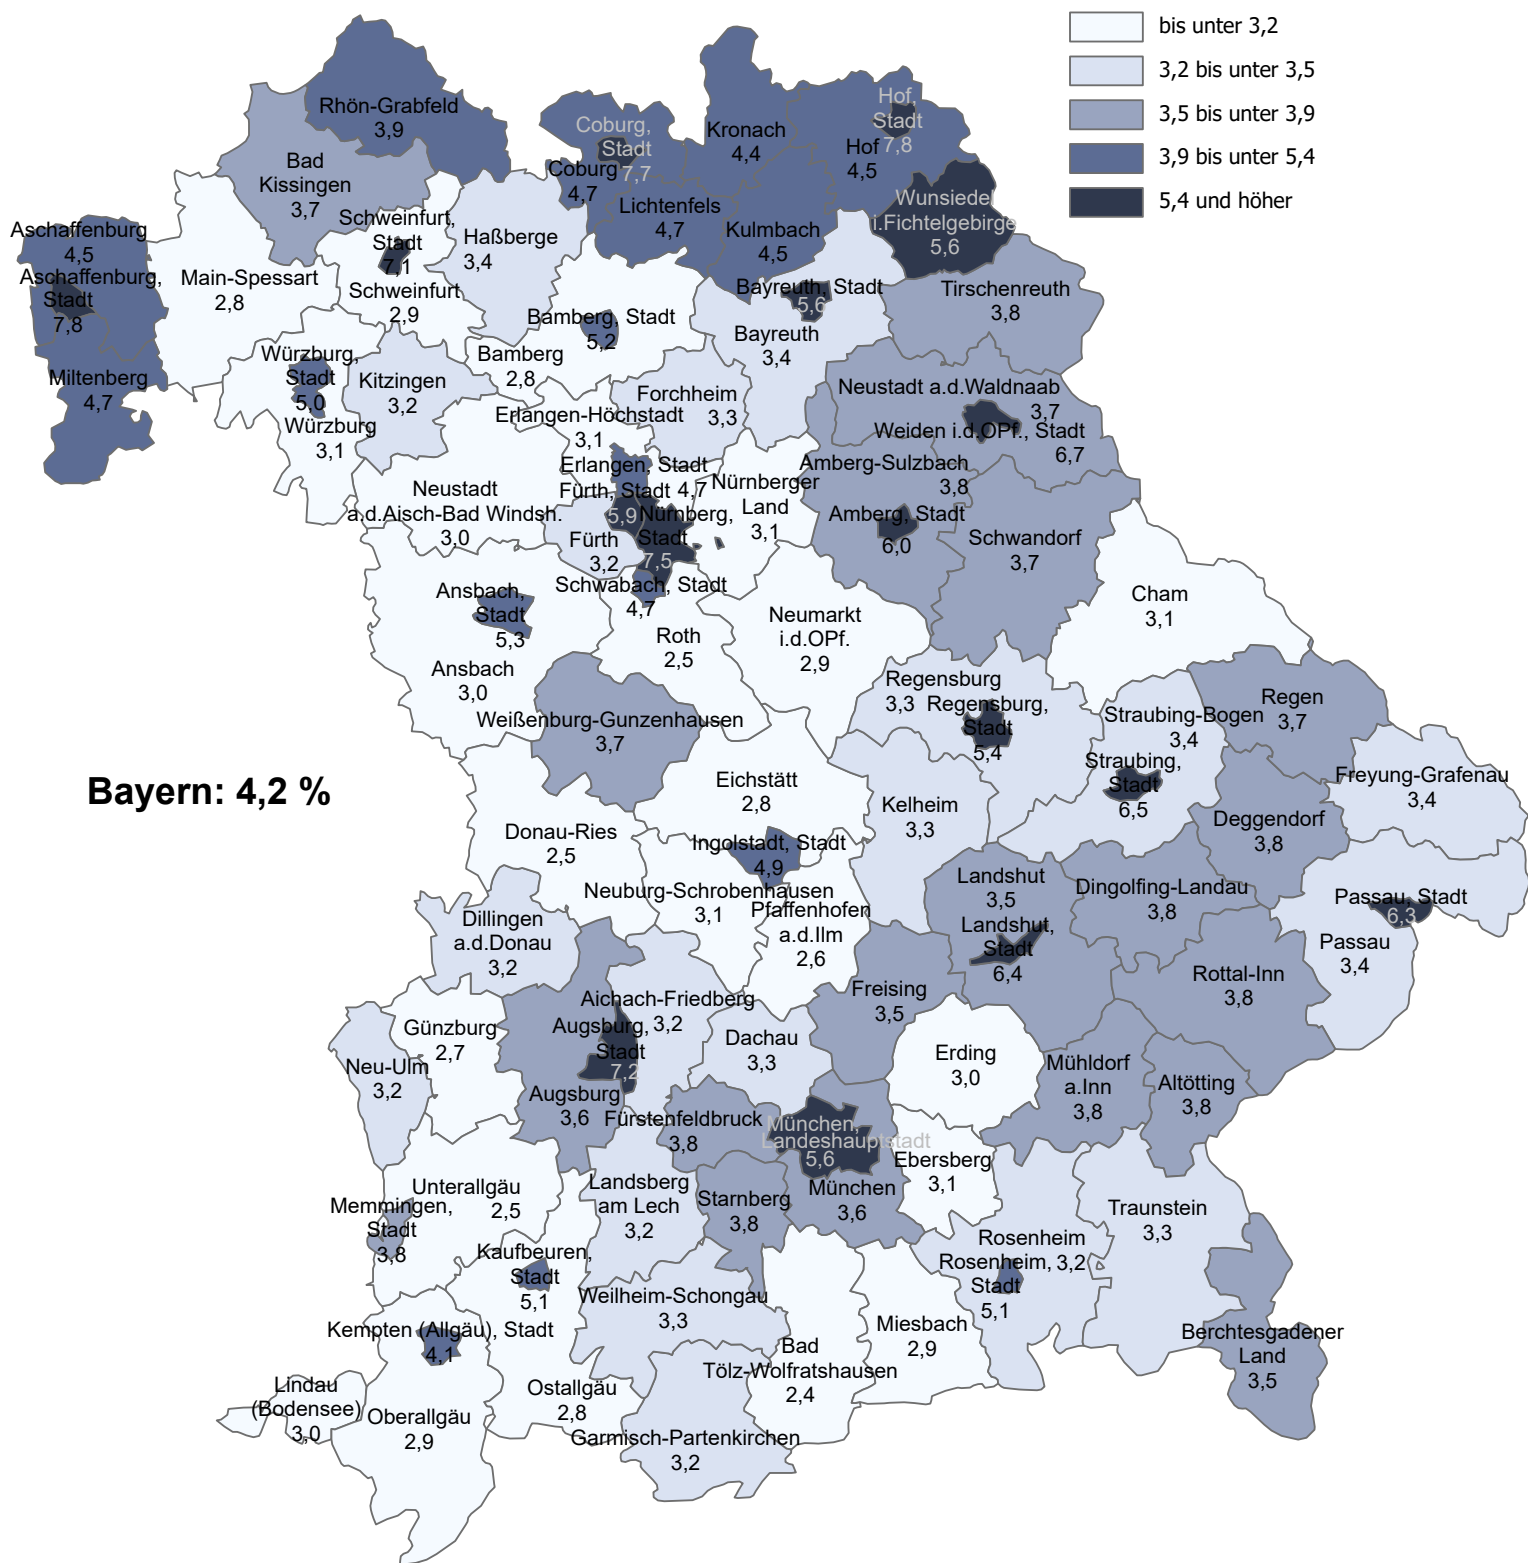 bis unter 3,2
3,2 bis unter 3,5
3,5 bis unter 3,9
3,9 bis unter 5,4
5,4 und höher
Rhön-Grabfeld
3,9
Bad
Kissingen
3,7
Coburg,
Stadt
7,7
Coburg
4,7
Kronach
4,4
Hof,
Stadt
7,8
Hof
4,5
Lichtenfels
4,7
Kulmbach
4,5
Wunsiedel
i.Fichtelgebirge
5,6
Aschaffenburg
4,5
Aschaffenburg,
Stadt
7,8
Miltenberg
4,7
Main-Spessart
2,8
Schweinfurt,
Stadt
7,1
Schweinfurt
2,9
Haßberge
3,4
Bamberg, Stadt
5,2
Bamberg
2,8
Bayreuth, Stadt
5,6
Bayreuth
3,4
Tirschenreuth
3,8
Würzburg,
Stadt
5,0
Würzburg
3,1
Kitzingen
3,2
Forchheim
3,3
Erlangen-Höchstadt
3,1
Neustadt a.d.Waldnaab
3,7
Weiden i.d.OPf., Stadt
6,7
Erlangen, Stadt
4,7
Fürth, Stadt
5,9
Nürnberger
Land
3,1
Amberg-Sulzbach
3,8
Amberg, Stadt
6,0
Neustadt
a.d.Aisch-Bad Windsh.
3,0
Fürth
3,2
Nürnberg,
Stadt
7,5
Schwabach, Stadt
4,7
Schwandorf
3,7
Cham
3,1
Ansbach,
Stadt
5,3
Ansbach
3,0
Roth
2,5
Neumarkt
i.d.OPf.
2,9
Regensburg
3,3
Regensburg,
Stadt
5,4
Weißenburg-Gunzenhausen
3,7
Straubing-Bogen
3,4
Straubing,
Stadt
6,5
Regen
3,7
Freyung-Grafenau
3,4
Bayern: 4,2 %
Eichstätt
2,8
Kelheim
3,3
Deggendorf
3,8
Donau-Ries
2,5
Ingolstadt, Stadt
4,9
Neuburg-Schrobenhausen
3,1
Pfaffenhofen
a.d.Ilm
2,6
Landshut
3,5
Landshut,
Stadt
6,4
Dingolfing-Landau
3,8
Passau, Stadt
6,3
Passau
3,4
Dillingen
a.d.Donau
3,2
Rottal-Inn
3,8
Freising
3,5
Aichach-Friedberg
3,2
Augsburg,
Stadt
7,2
Augsburg
3,6
Günzburg
2,7
Neu-Ulm
3,2
Dachau
3,3
Erding
3,0
Mühldorf
a.Inn
3,8
Altötting
3,8
Fürstenfeldbruck
3,8
München,
Landeshauptstadt
5,6
München
3,6
Ebersberg
3,1
Unterallgäu
2,5
Memmingen,
Stadt
3,8
Landsberg
am Lech
3,2
Starnberg
3,8
Traunstein
3,3
Rosenheim
3,2
Rosenheim,
Stadt
5,1
Kaufbeuren,
Stadt
5,1
Weilheim-Schongau
3,3
Kempten (Allgäu), Stadt
4,1
Miesbach
2,9
Berchtesgadener
Land
3,5
Bad
Tölz-Wolfratshausen
2,4
Lindau
(Bodensee)
3,0
Oberallgäu
2,9
Ostallgäu
2,8
Garmisch-Partenkirchen
3,2